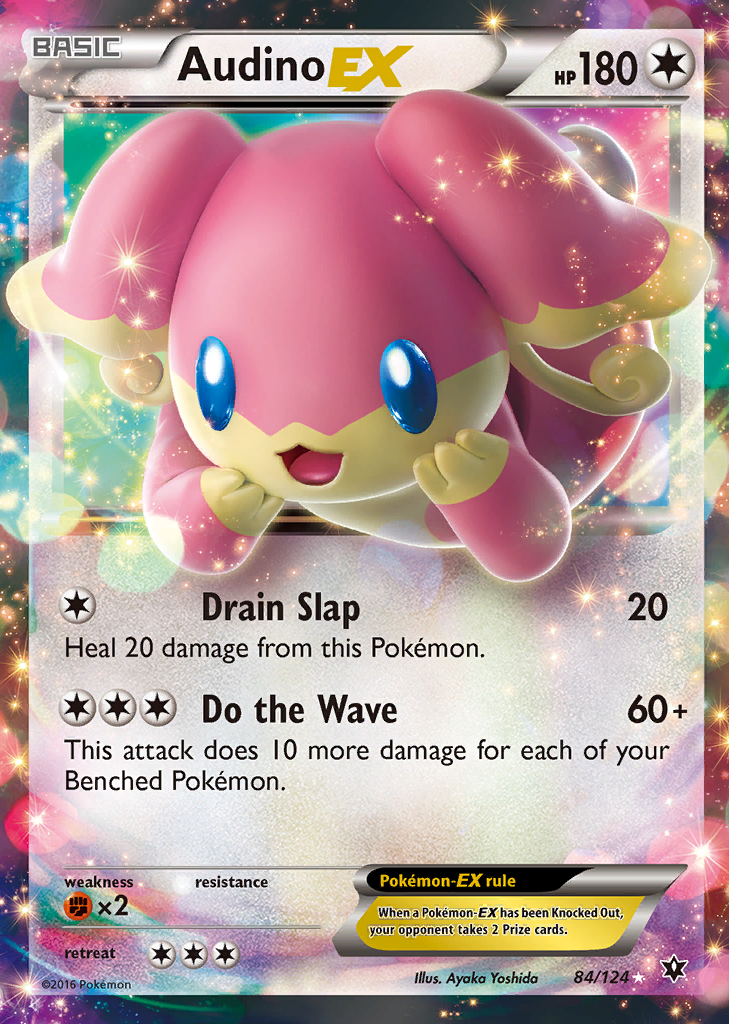 BASIC
Audino EX
HP 180
Drain Slap 20
Heal 20 damage from this Pokémon.
Do the Wave 60+
This attack does 10 more damage for each of your
Benched Pokémon.
weakness resistance
×2
retreat
Pokémon-EX rule
When a Pokémon-EX has been Knocked Out,
your opponent takes 2 Prize cards.
©2016 Pokémon
Illus. Ayaka Yoshida
84/124